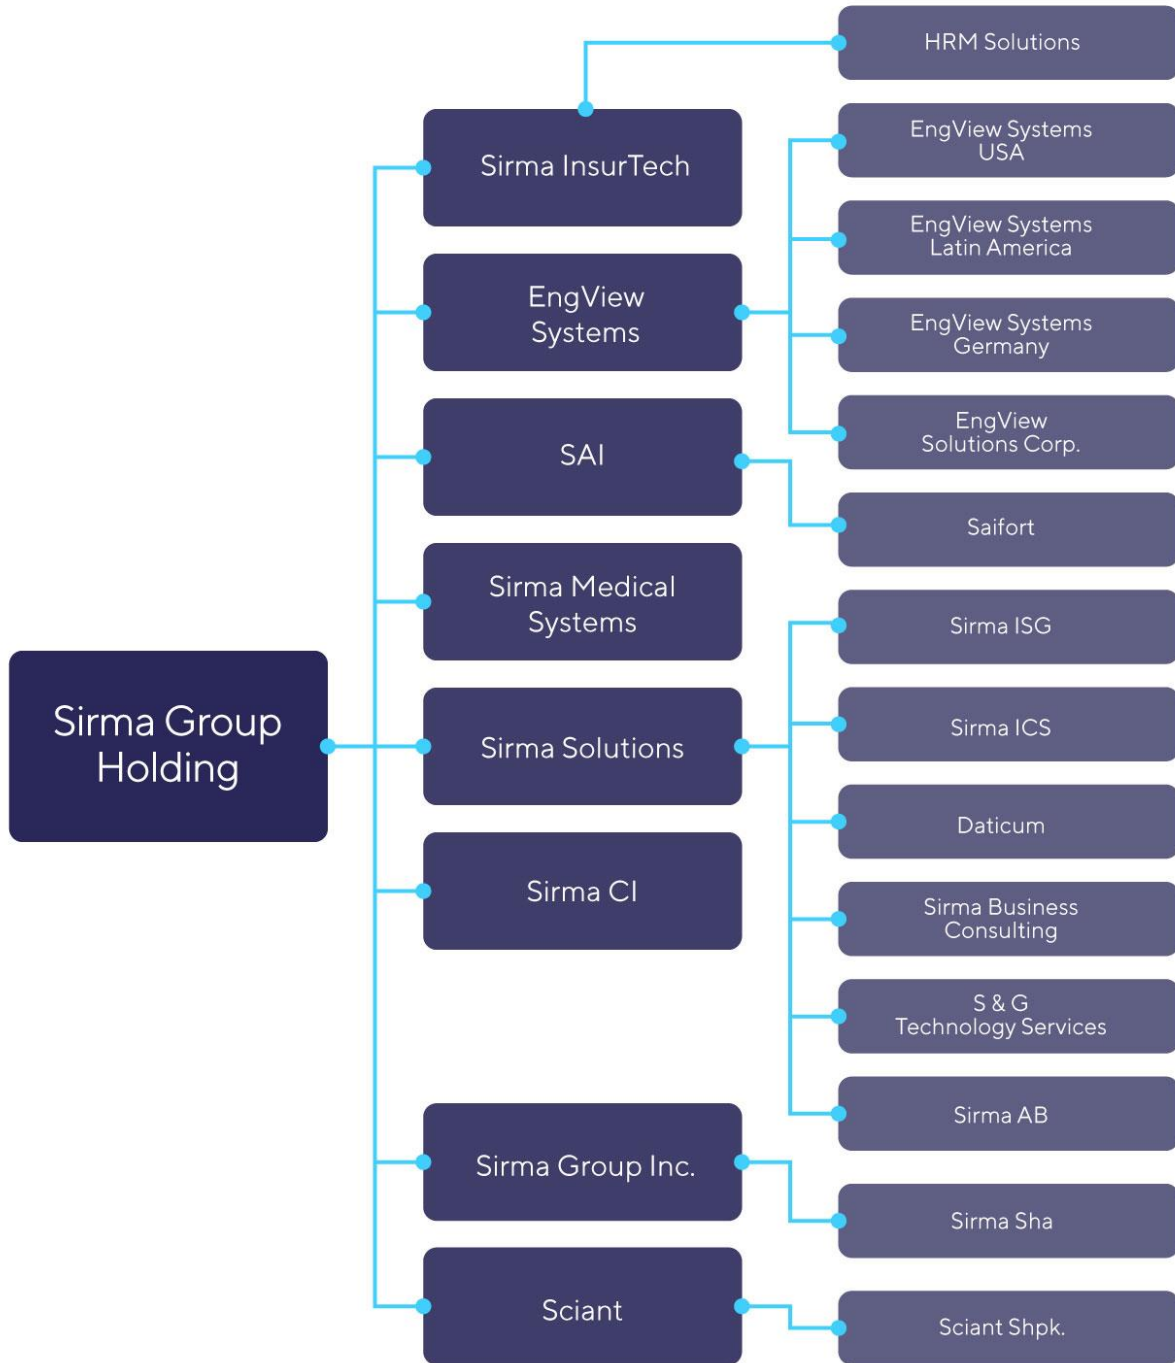 HRM Solutions
Sirma InsurTech
EngView Systems
USA
EngView Systems
Latin America
EngView
Systems
EngView Systems
Germany
EngView
Solutions Corp.
SAI
Saifort
Sirma Medical
Systems
Sirma ISG
Sirma Group
Holding
Sirma Solutions
Sirma ICS
Daticum
Sirma CI
Sirma Business
Consulting
S & G
Technology Services
Sirma AB
Sirma Group Inc.
Sirma Sha
Sciant
Sciant Shpk.